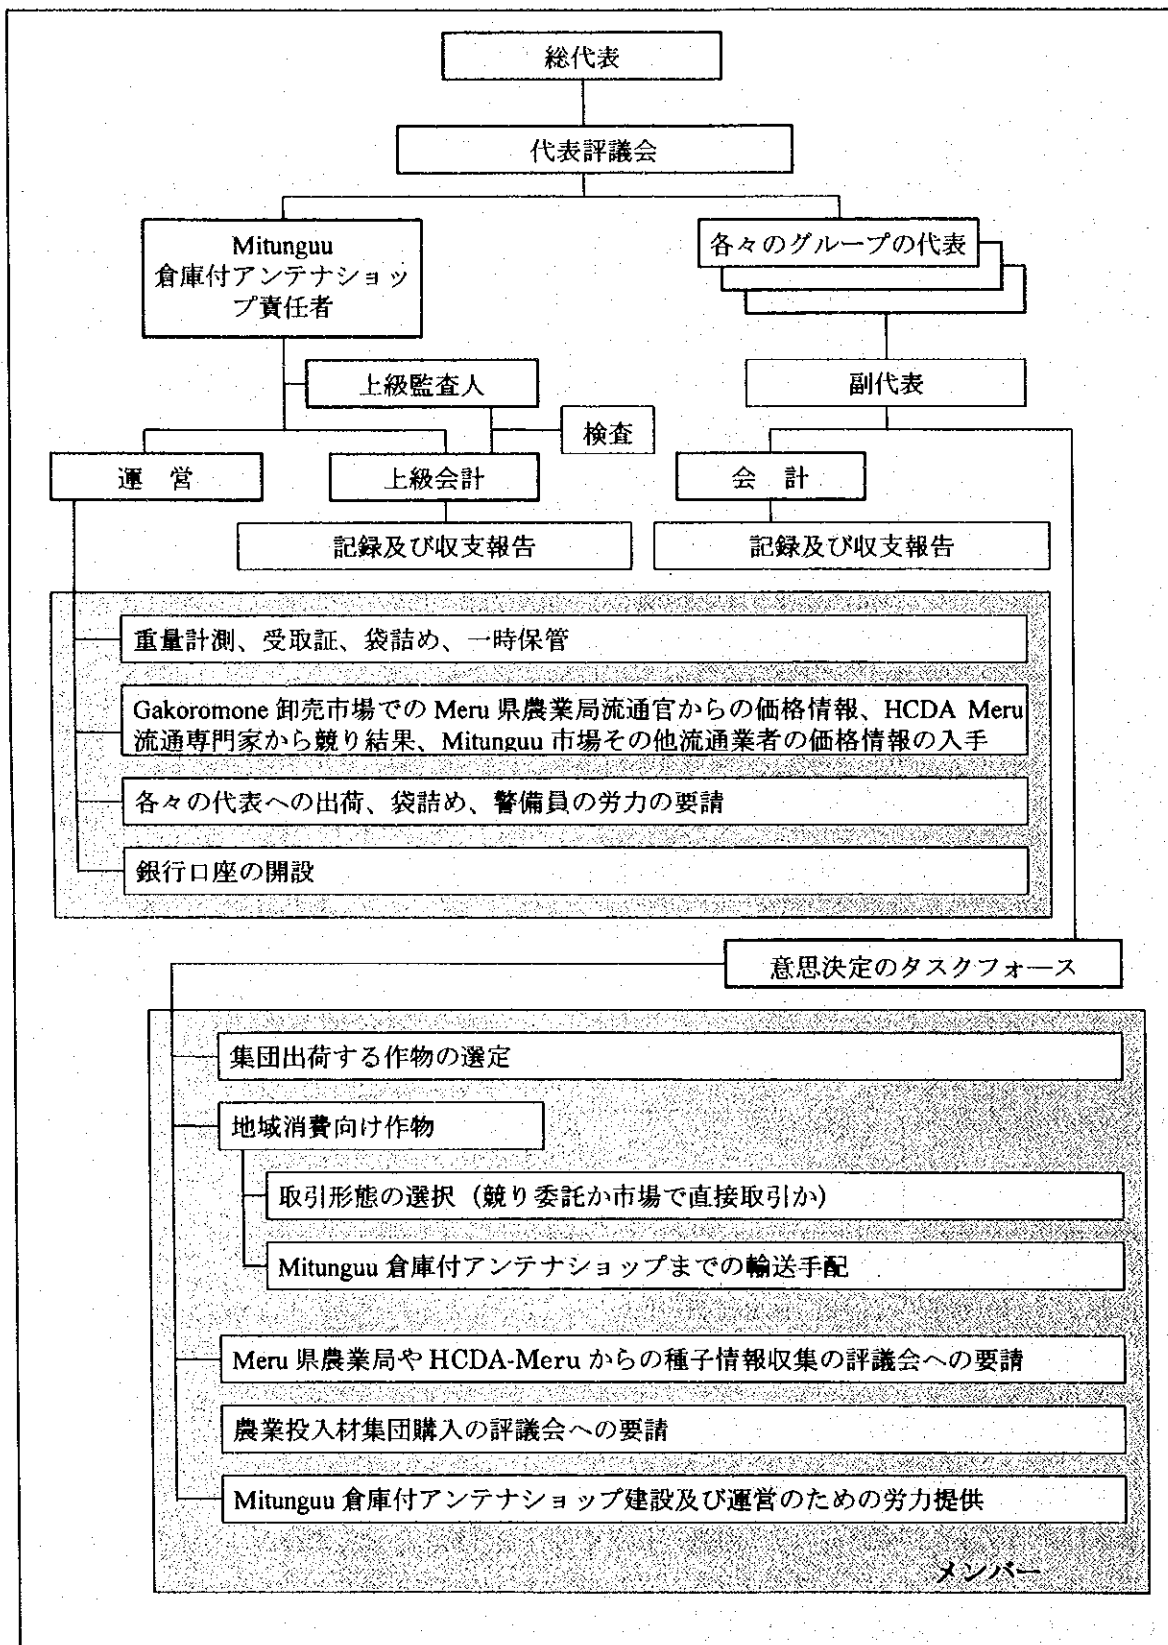 総代表
代表評議会
Mitunguu
倉庫付アンテナショッ
プ責任者
各々のグループの代表
上級監査人
副代表
検査
運 営
上級会計
会 計
記録及び収支報告
記録及び収支報告
重量計測、受取証、袋詰め、一時保管
Gakoromone 卸売市場での Meru 県農業局流通官からの価格情報、HCDA Meru
流通専門家から競り結果、Mitunguu 市場その他流通業者の価格情報の入手
各々の代表への出荷、袋詰め、警備員の労力の要請
銀行口座の開設
意思決定のタスクフォース
集団出荷する作物の選定
地域消費向け作物
取引形態の選択（競り委託か市場で直接取引か）
Mitunguu 倉庫付アンテナショップまでの輸送手配
Meru 県農業局や HCDA-Meru からの種子情報収集の評議会への要請
農業投入材集団購入の評議会への要請
Mitunguu 倉庫付アンテナショップ建設及び運営のための労力提供
メンバー